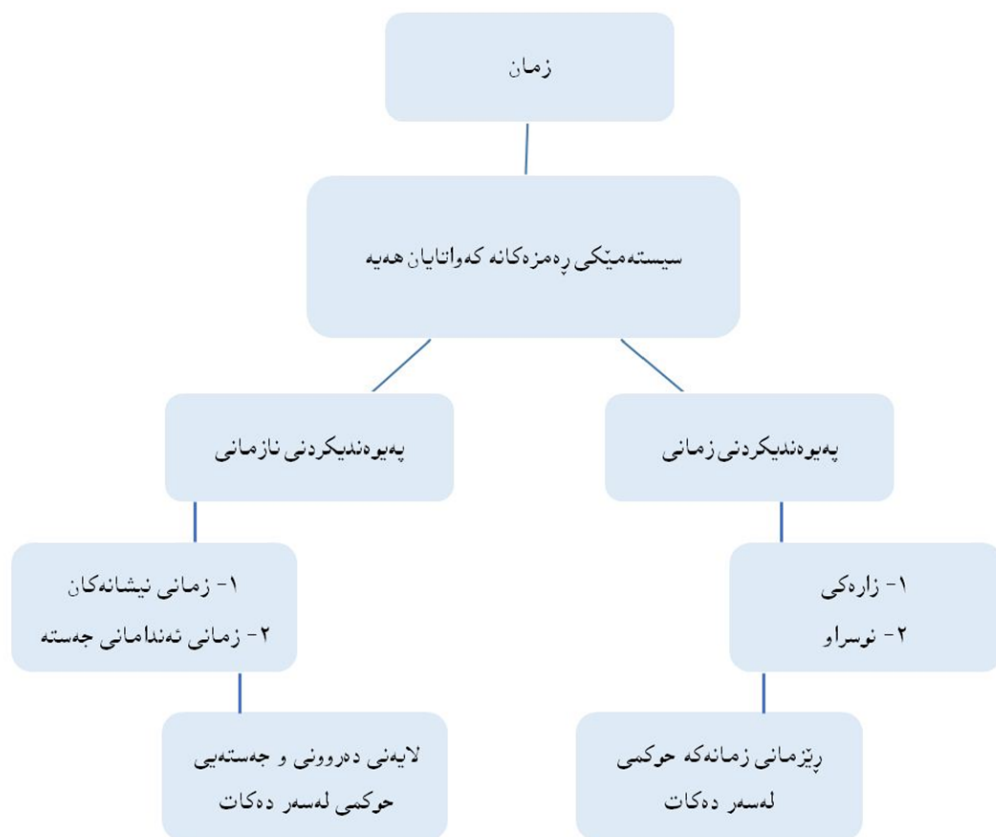 زمان
سیستەمێکی ڕەمزەکانە کەواتایان هەیە
پەیوەندیکردنی زمانی
پەیوەندیکردنی نازمانی
١- زارەکی
٢- نوسراو
١- زمانی نیشانەکان
٢- زمانی ئەندامانی جەستە
ڕێزمانی زمانەکە حوکمی
لەسەر دەکات
لایەنی دەروونی و جەستەیی
حوکمی لەسەر دەکات